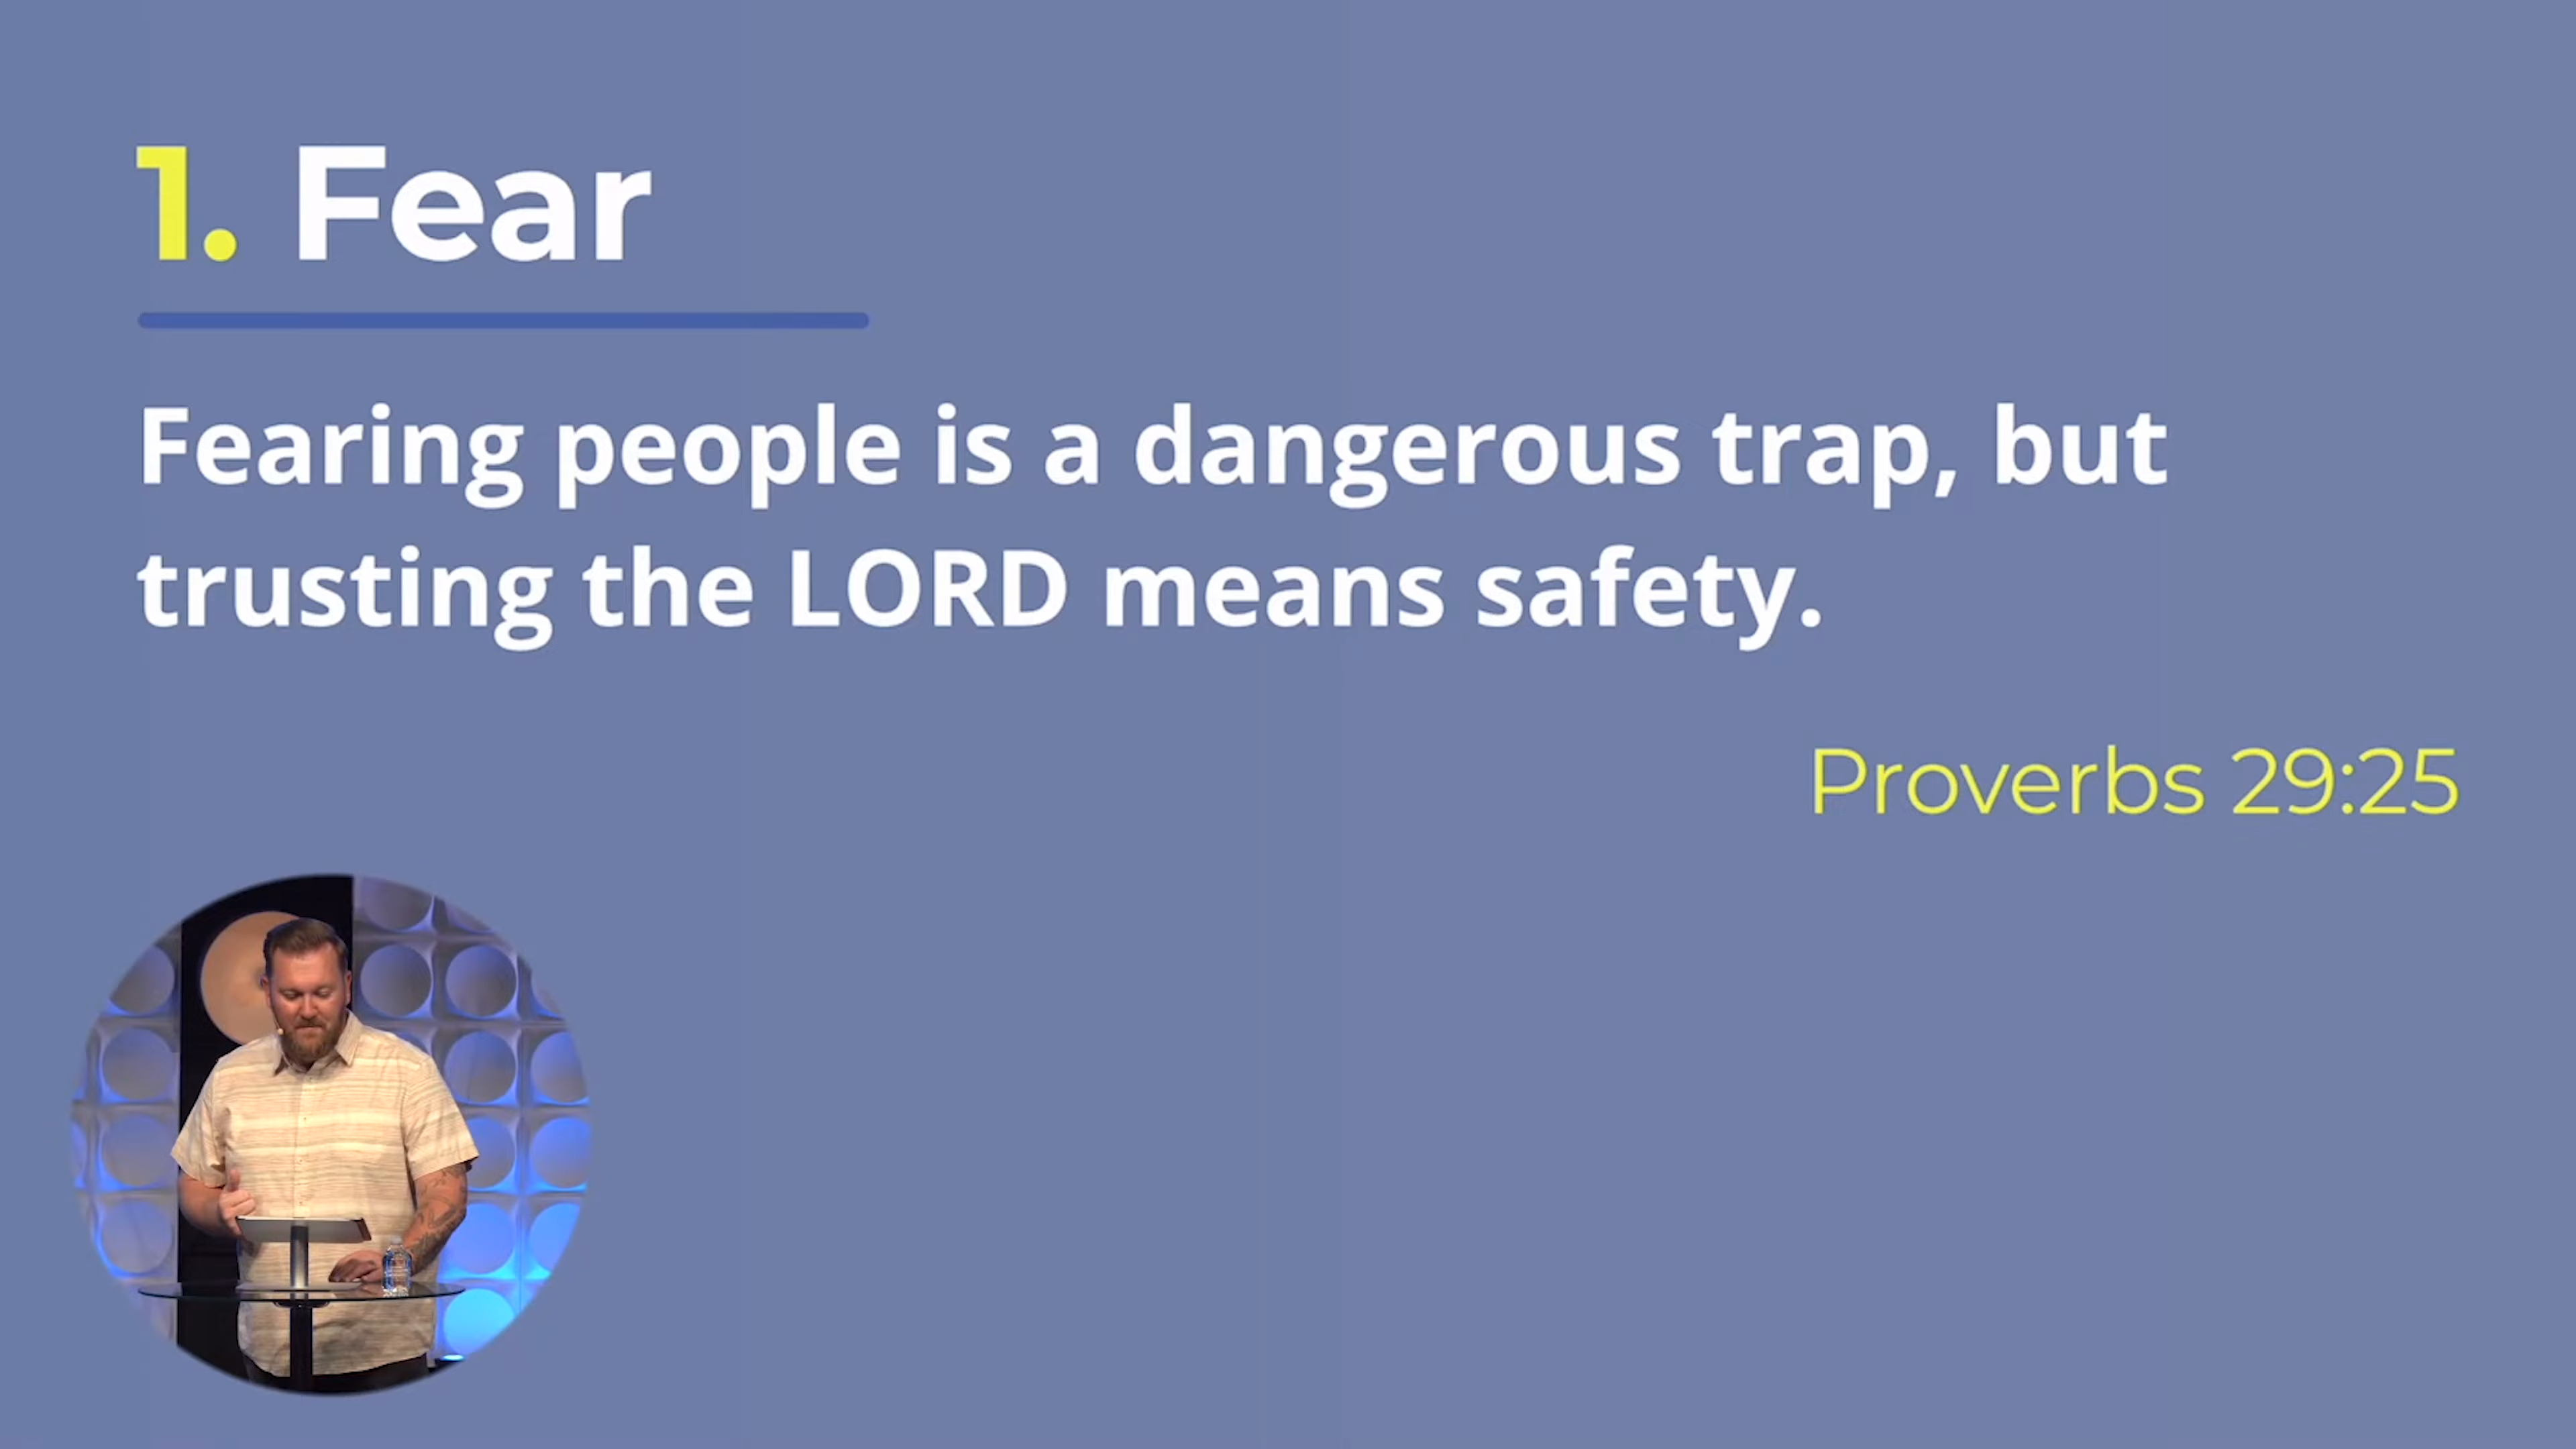 1. Fear
Fearing people is a dangerous trap, but
trusting the LORD means safety.
Proverbs 29:25